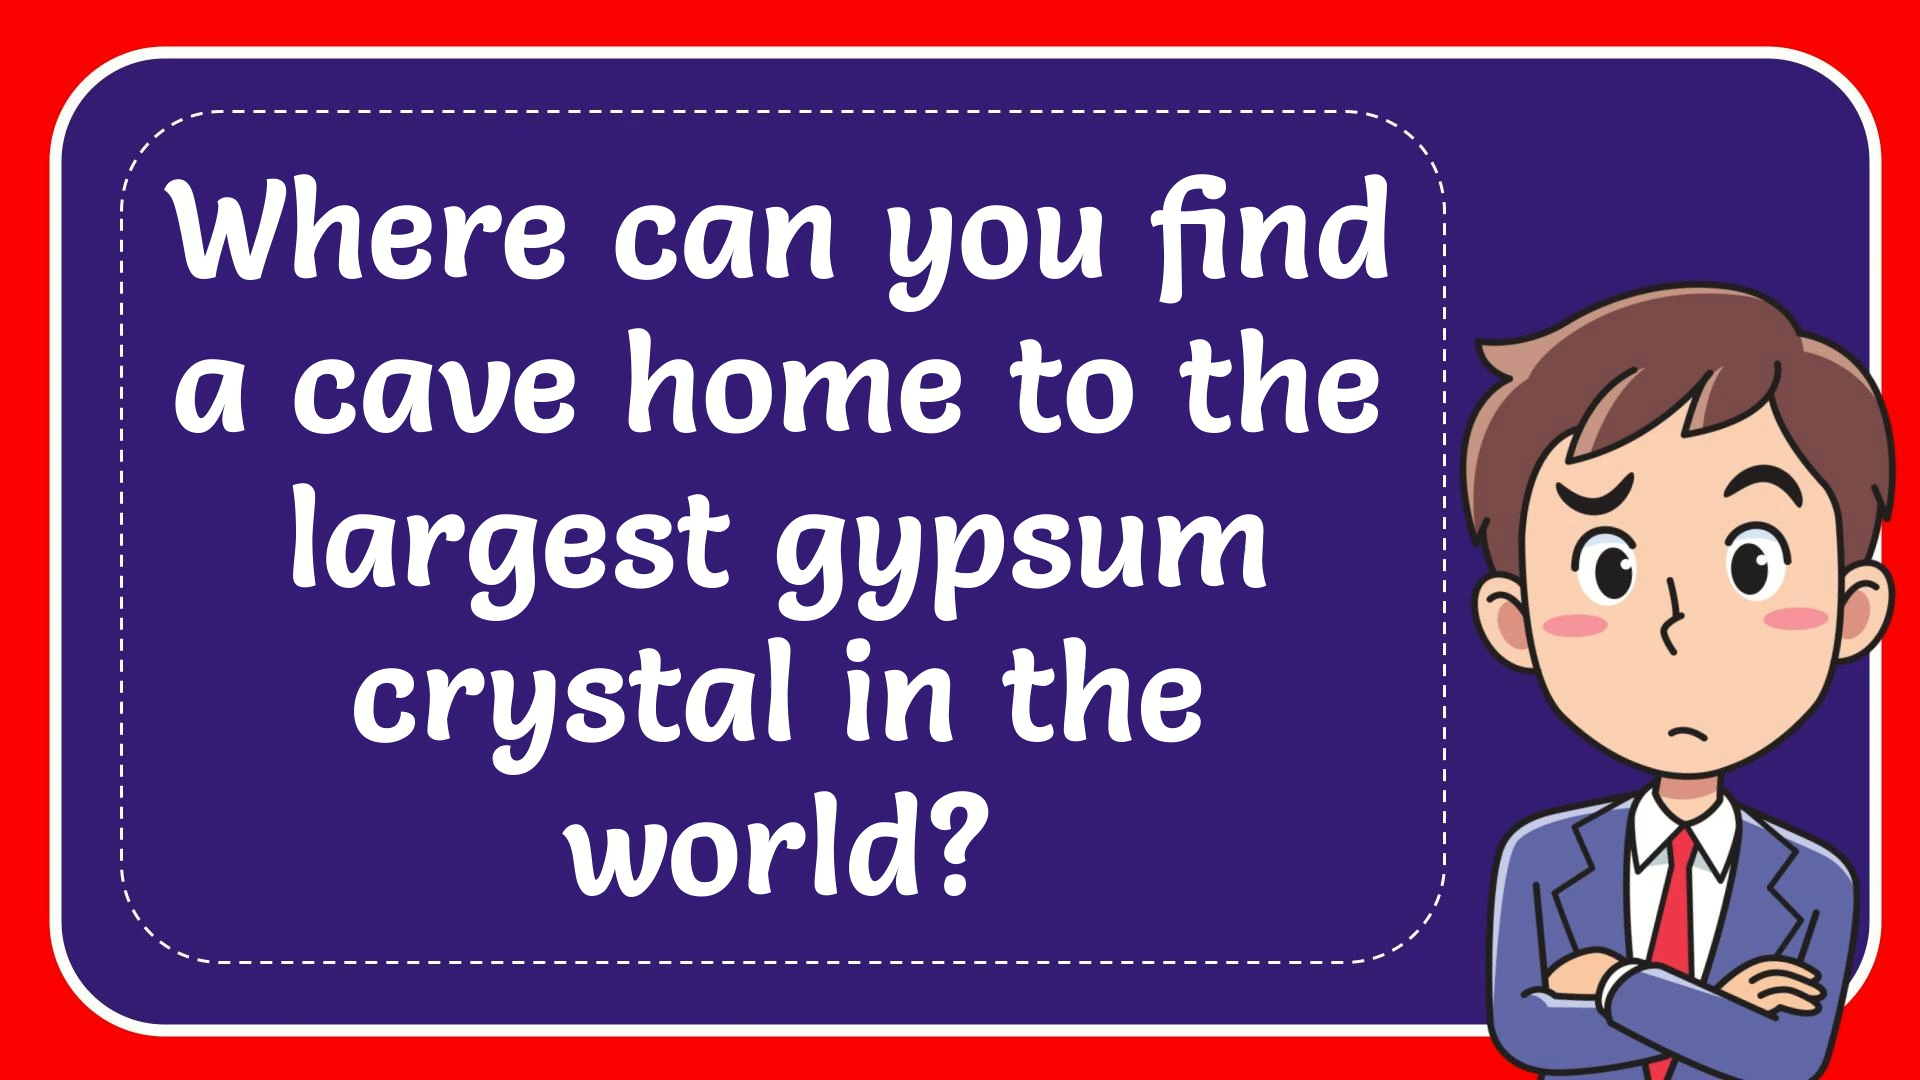 Where can you find
a cave home to the
largest gypsum
crystal in the
world?